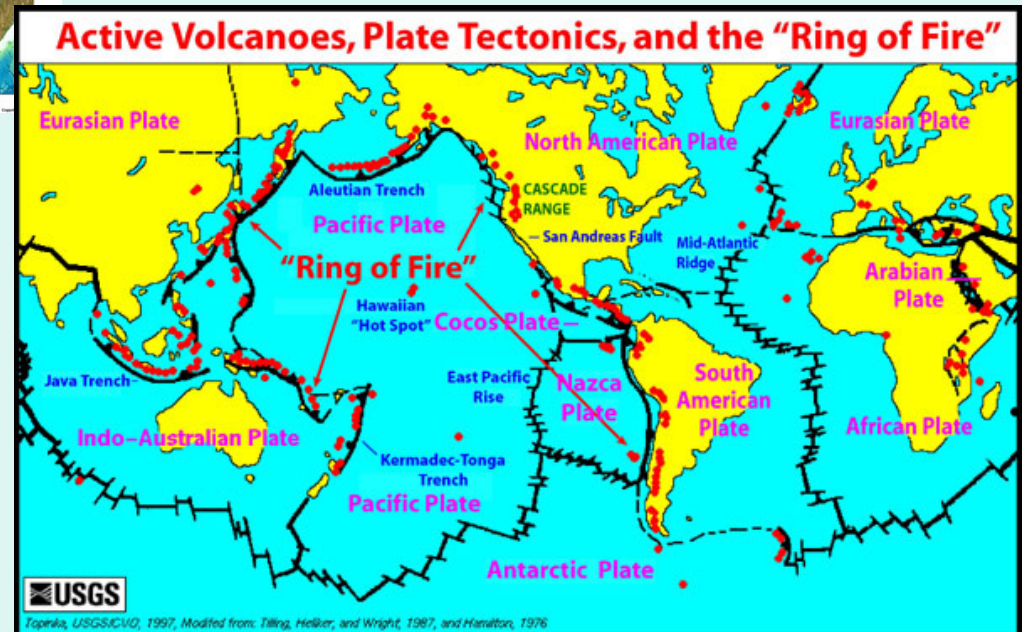 Active Volcanoes, Plate Tectonics, and the “Ring of Fire”
Eurasian Plate
North American Plate
Eurasian Plate
Aleutian Trench
CASCADE
RANGE
Pacific Plate
San Andreas Fault
Mid-Atlantic
Ridge
“Ring of Fire”
Arabian
Plate
Hawaiian
“Hot Spot”
Cocos Plate
Java Trench
East Pacific
Rise
Nazca
Plate
South
American
Plate
Indo-Australian Plate
African Plate
Kermadec-Tonga
Trench
Pacific Plate
Antarctic Plate
USGS
Topinka, USGS/CVO, 1997, Modified from: Tilling, Heliker, and Wright, 1987, and Hamilton, 1976